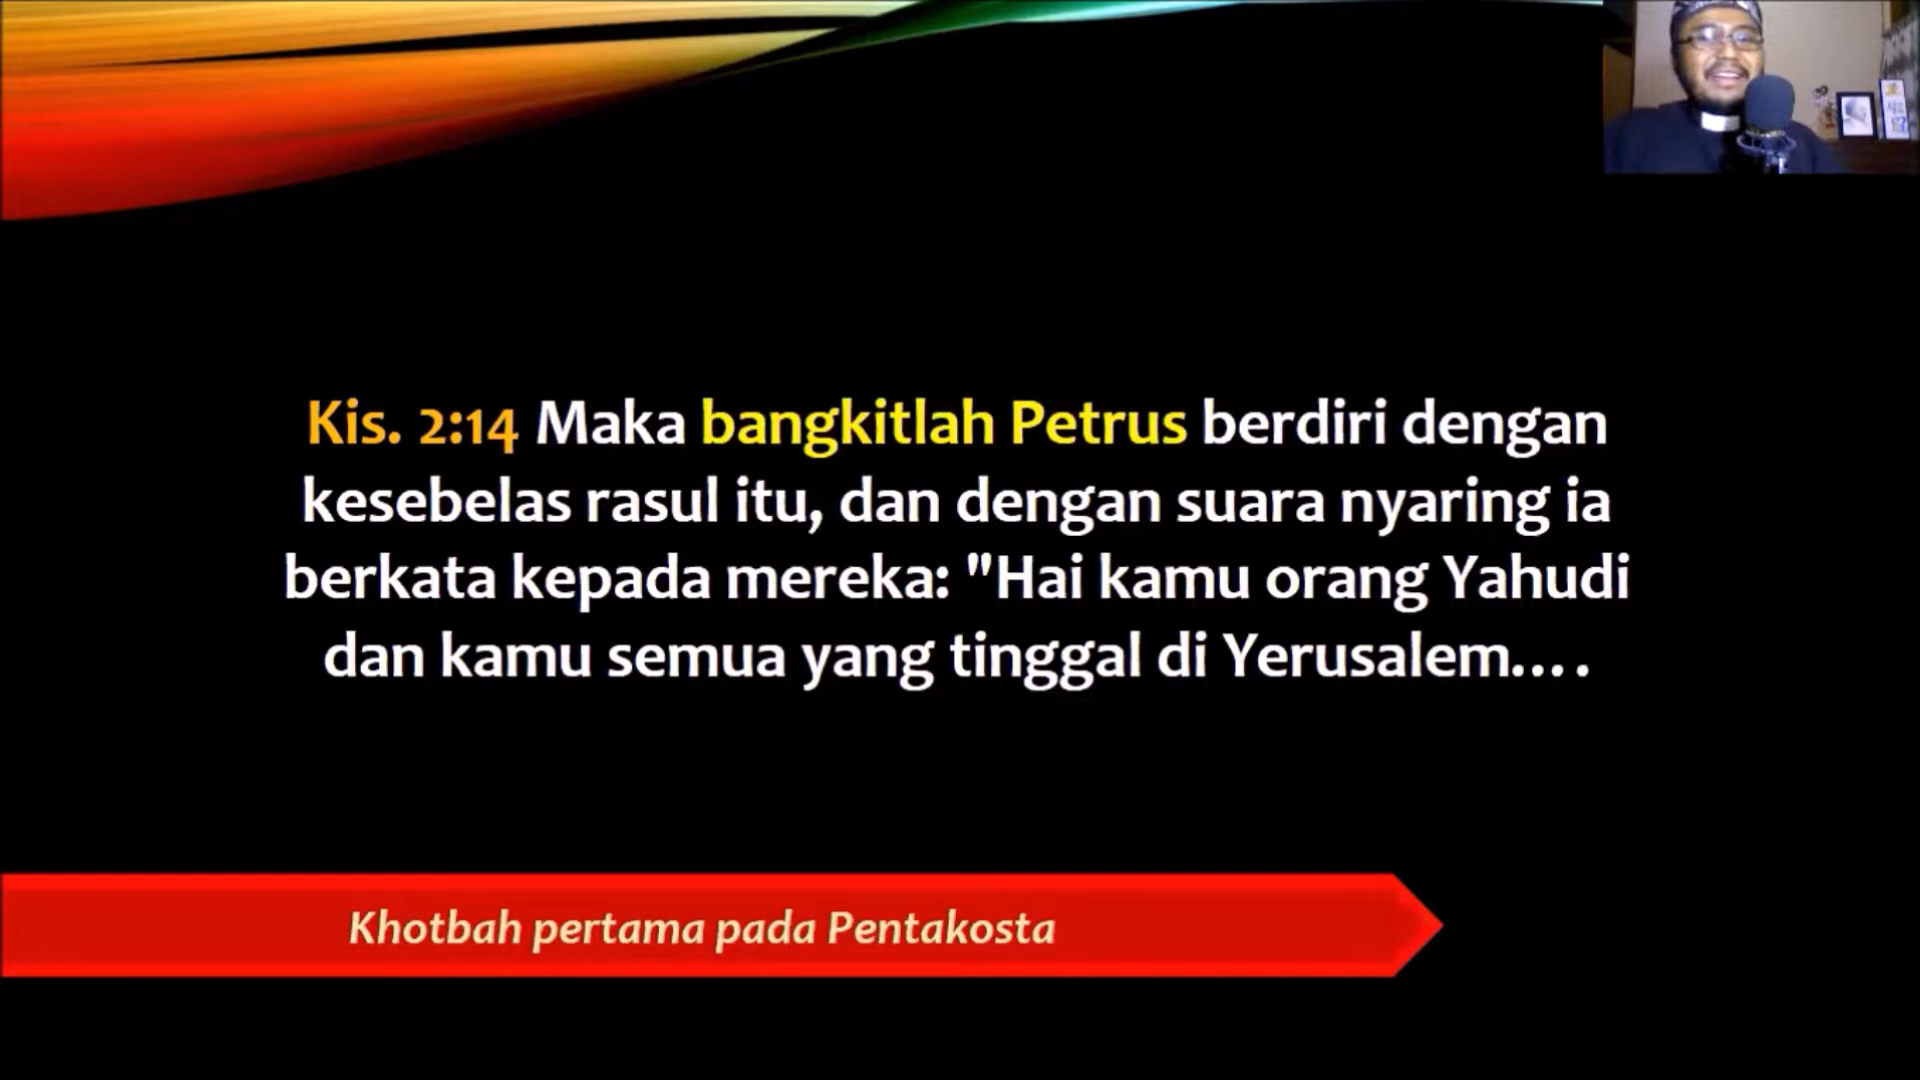 Kis. 2:14 Maka bangkitlah Petrus berdiri dengan
kesebelas rasul itu, dan dengan suara nyaring ia
berkata kepada mereka: "Hai kamu orang Yahudi
dan kamu semua yang tinggal di Yerusalem….
Khotbah pertama pada Pentakosta